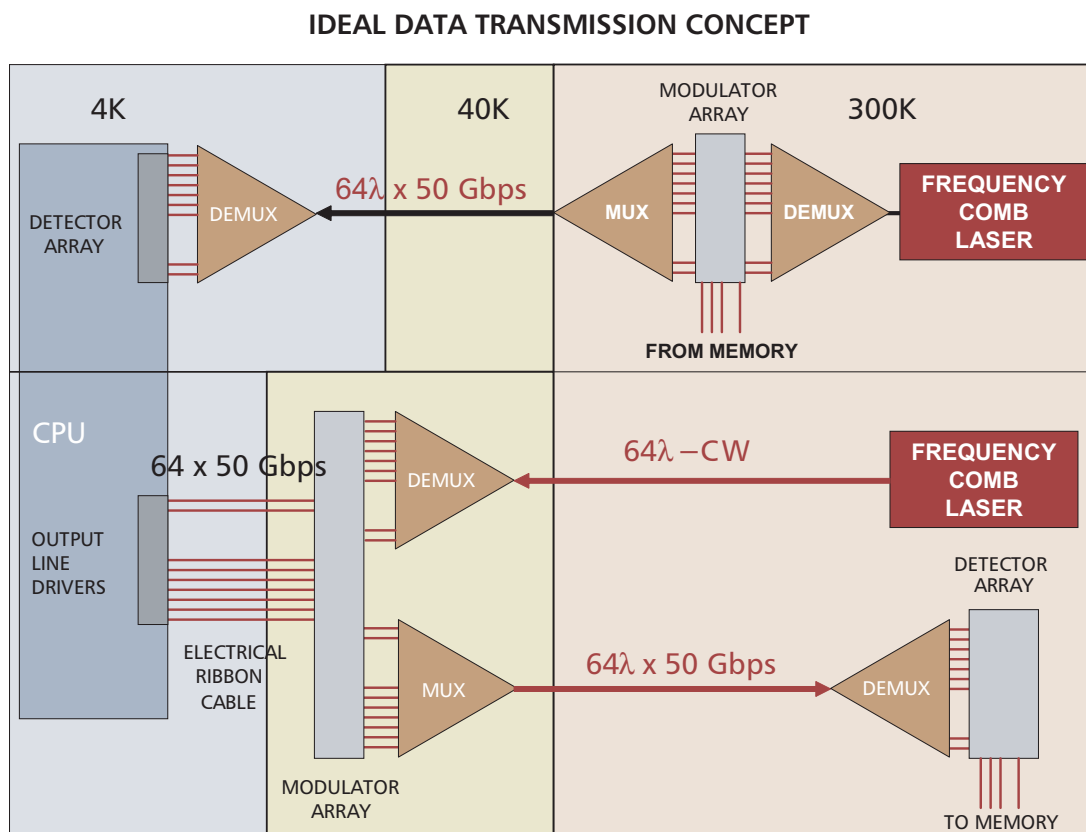 IDEAL DATA TRANSMISSION CONCEPT
4K
40K
MODULATOR
ARRAY
300K
DETECTOR
ARRAY
DEMUX
64λ x 50 Gbps
MUX
DEMUX
FREQUENCY
COMB
LASER
FROM MEMORY
CPU
64 x 50 Gbps
DEMUX
64λ –CW
FREQUENCY
COMB
LASER
OUTPUT
LINE
DRIVERS
DETECTOR
ARRAY
ELECTRICAL
RIBBON
CABLE
MUX
64λ x 50 Gbps
DEMUX
MODULATOR
ARRAY
TO MEMORY